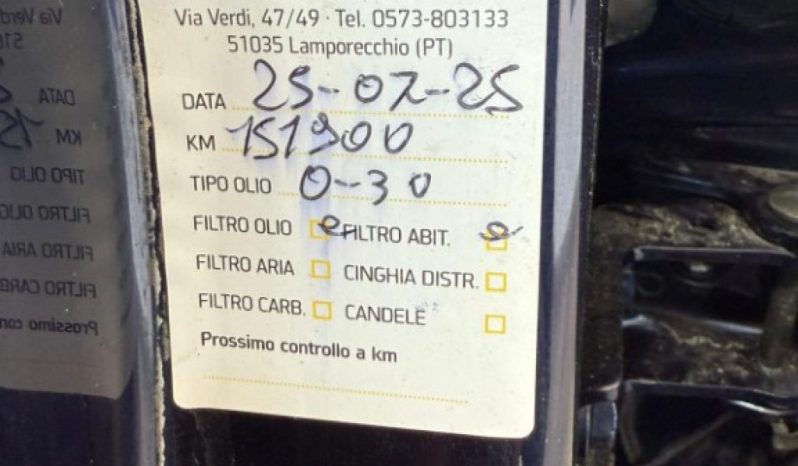 Via Verdi, 47/49 · Tel. 0573-803133
51035 Lamporecchio (PT)
DATA 25-07-25
KM 151900
TIPO OLIO 0-30
FILTRO OLIO FILTRO ABIT.
FILTRO ARIA CINGHIA DISTR.
FILTRO CARB. CANDELE
Prossimo controllo a km